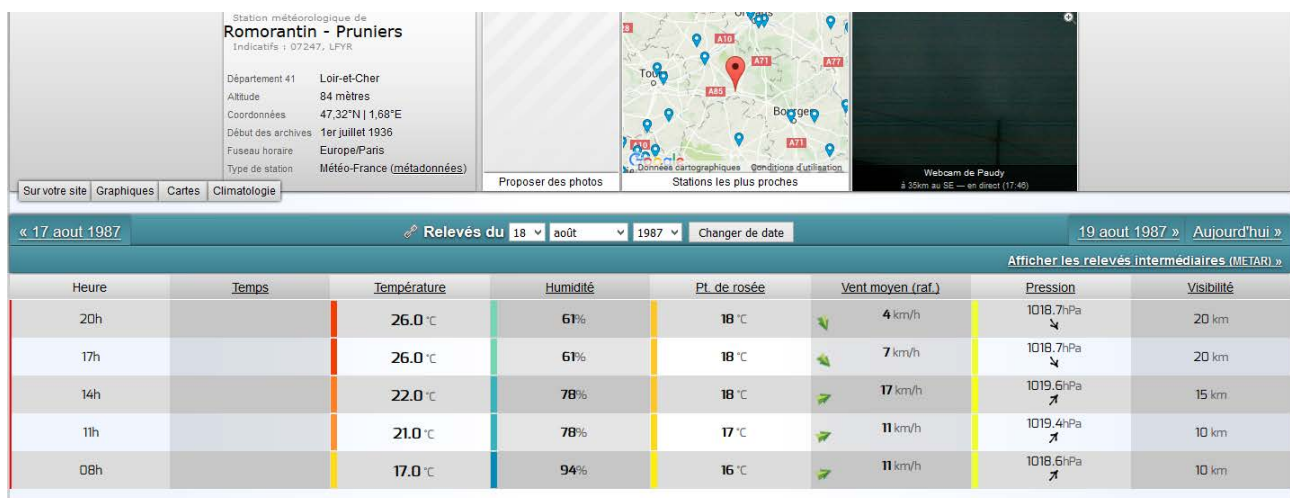 Station météorologique de
Romorantin - Pruniers
Indicatifs : 07247, LFYR
Département 41 Loir-et-Cher
Altitude 84 mètres
Coordonnées 47,32°N | 1,68°E
Début des archives 1er juillet 1936
Fuseau horaire Europe/Paris
Type de station Météo-France (métadonnées)
Sur votre site Graphiques Cartes Climatologie
Proposer des photos
A10
A71
A77
A85
A71
Google
Données cartographiques Conditions d'utilisation
Stations les plus proches
Webcam de Paudy
à 35km au SE — en direct (17:46)
« 17 aout 1987 Relevés du 18 août 1987 Changer de date 19 aout 1987 » Aujourd'hui »
Afficher les relevés intermédiaires (METAR) »
Heure Temps Température Humidité Pt. de rosée Vent moyen (raf.) Pression Visibilité
20h 26.0 °C 61% 18 °C 4 km/h 1018.7hPa 20 km
17h 26.0 °C 61% 18 °C 7 km/h 1018.7hPa 20 km
14h 22.0 °C 78% 18 °C 17 km/h 1019.6hPa 15 km
11h 21.0 °C 78% 17 °C 11 km/h 1019.4hPa 10 km
08h 17.0 °C 94% 16 °C 11 km/h 1018.6hPa 10 km